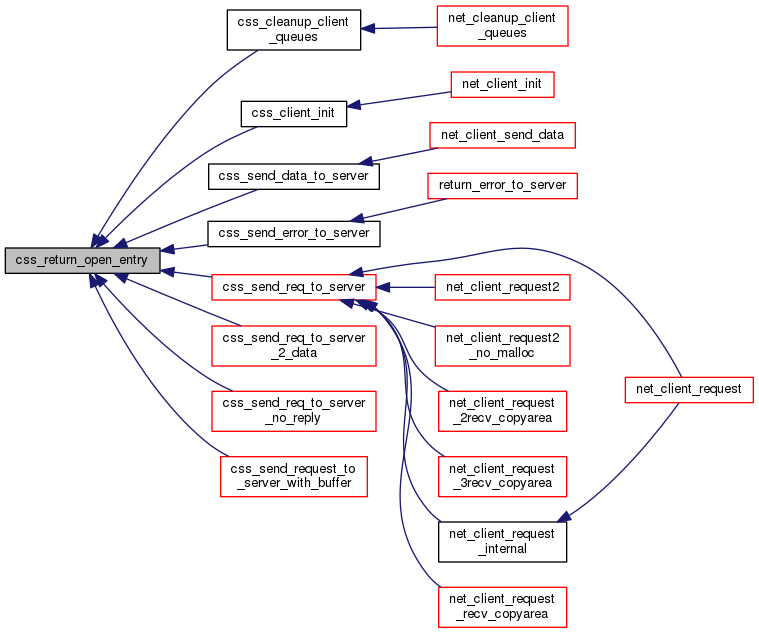 css_cleanup_client
_queues
net_cleanup_client
_queues
css_client_init
net_client_init
css_send_data_to_server
net_client_send_data
css_send_error_to_server
return_error_to_server
css_return_open_entry
css_send_req_to_server
net_client_request2
css_send_req_to_server
_2_data
net_client_request2
_no_malloc
net_client_request
css_send_req_to_server
_no_reply
net_client_request
_2recv_copyarea
css_send_request_to
_server_with_buffer
net_client_request
_3recv_copyarea
net_client_request
_internal
net_client_request
_recv_copyarea